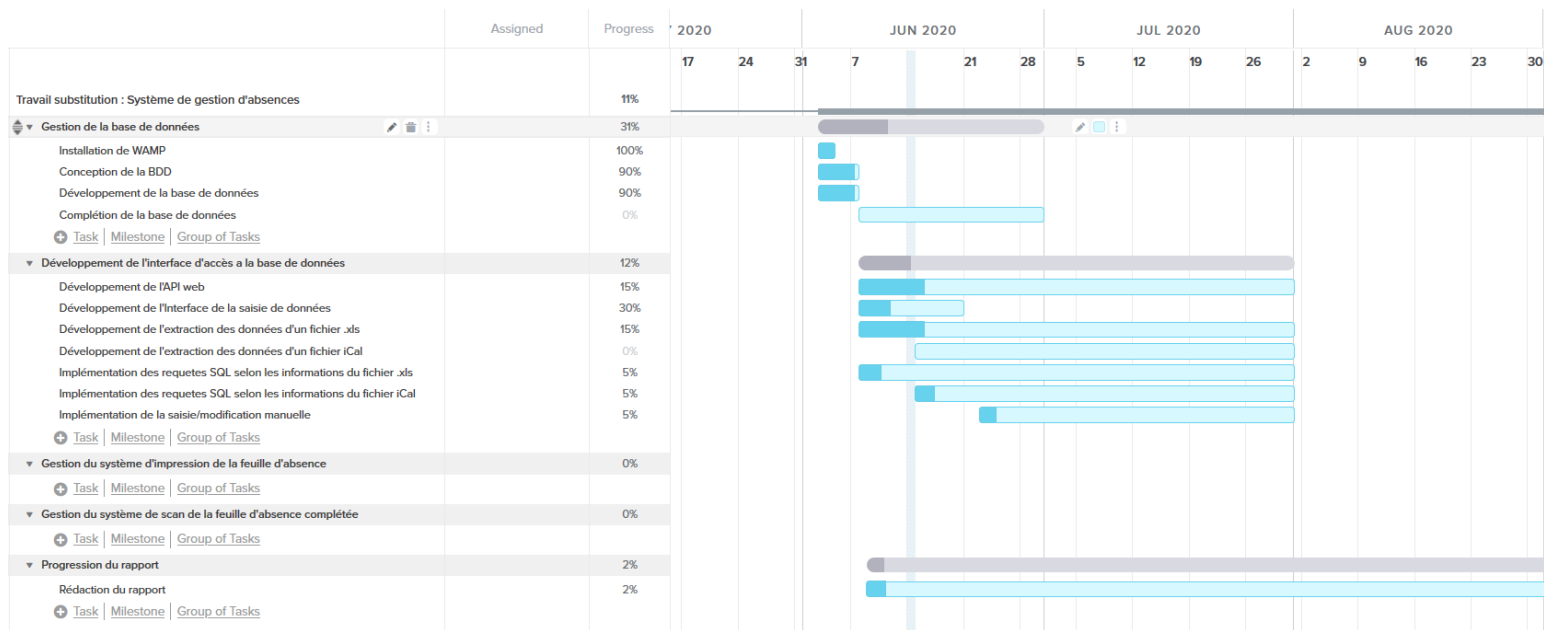 Assigned Progress ' 2020 JUN 2020 JUL 2020 AUG 2020
17 24 31 7 21 28 5 12 19 26 2 9 16 23 30
Travail substitution : Système de gestion d'absences 11%
Gestion de la base de données 31%
Installation de WAMP 100%
Conception de la BDD 90%
Développement de la base de données 90%
Complétion de la base de données 0%
Task | Milestone | Group of Tasks
Développement de l'interface d'accès a la base de données 12%
Développement de l'API web 15%
Développement de l'Interface de la saisie de données 30%
Développement de l'extraction des données d'un fichier .xls 15%
Développement de l'extraction des données d'un fichier iCal 0%
Implémentation des requetes SQL selon les informations du fichier .xls 5%
Implémentation des requetes SQL selon les informations du fichier iCal 5%
Implémentation de la saisie/modification manuelle 5%
Task | Milestone | Group of Tasks
Gestion du système d'impression de la feuille d'absence 0%
Task | Milestone | Group of Tasks
Gestion du système de scan de la feuille d'absence complétée 0%
Task | Milestone | Group of Tasks
Progression du rapport 2%
Rédaction du rapport 2%
Task | Milestone | Group of Tasks